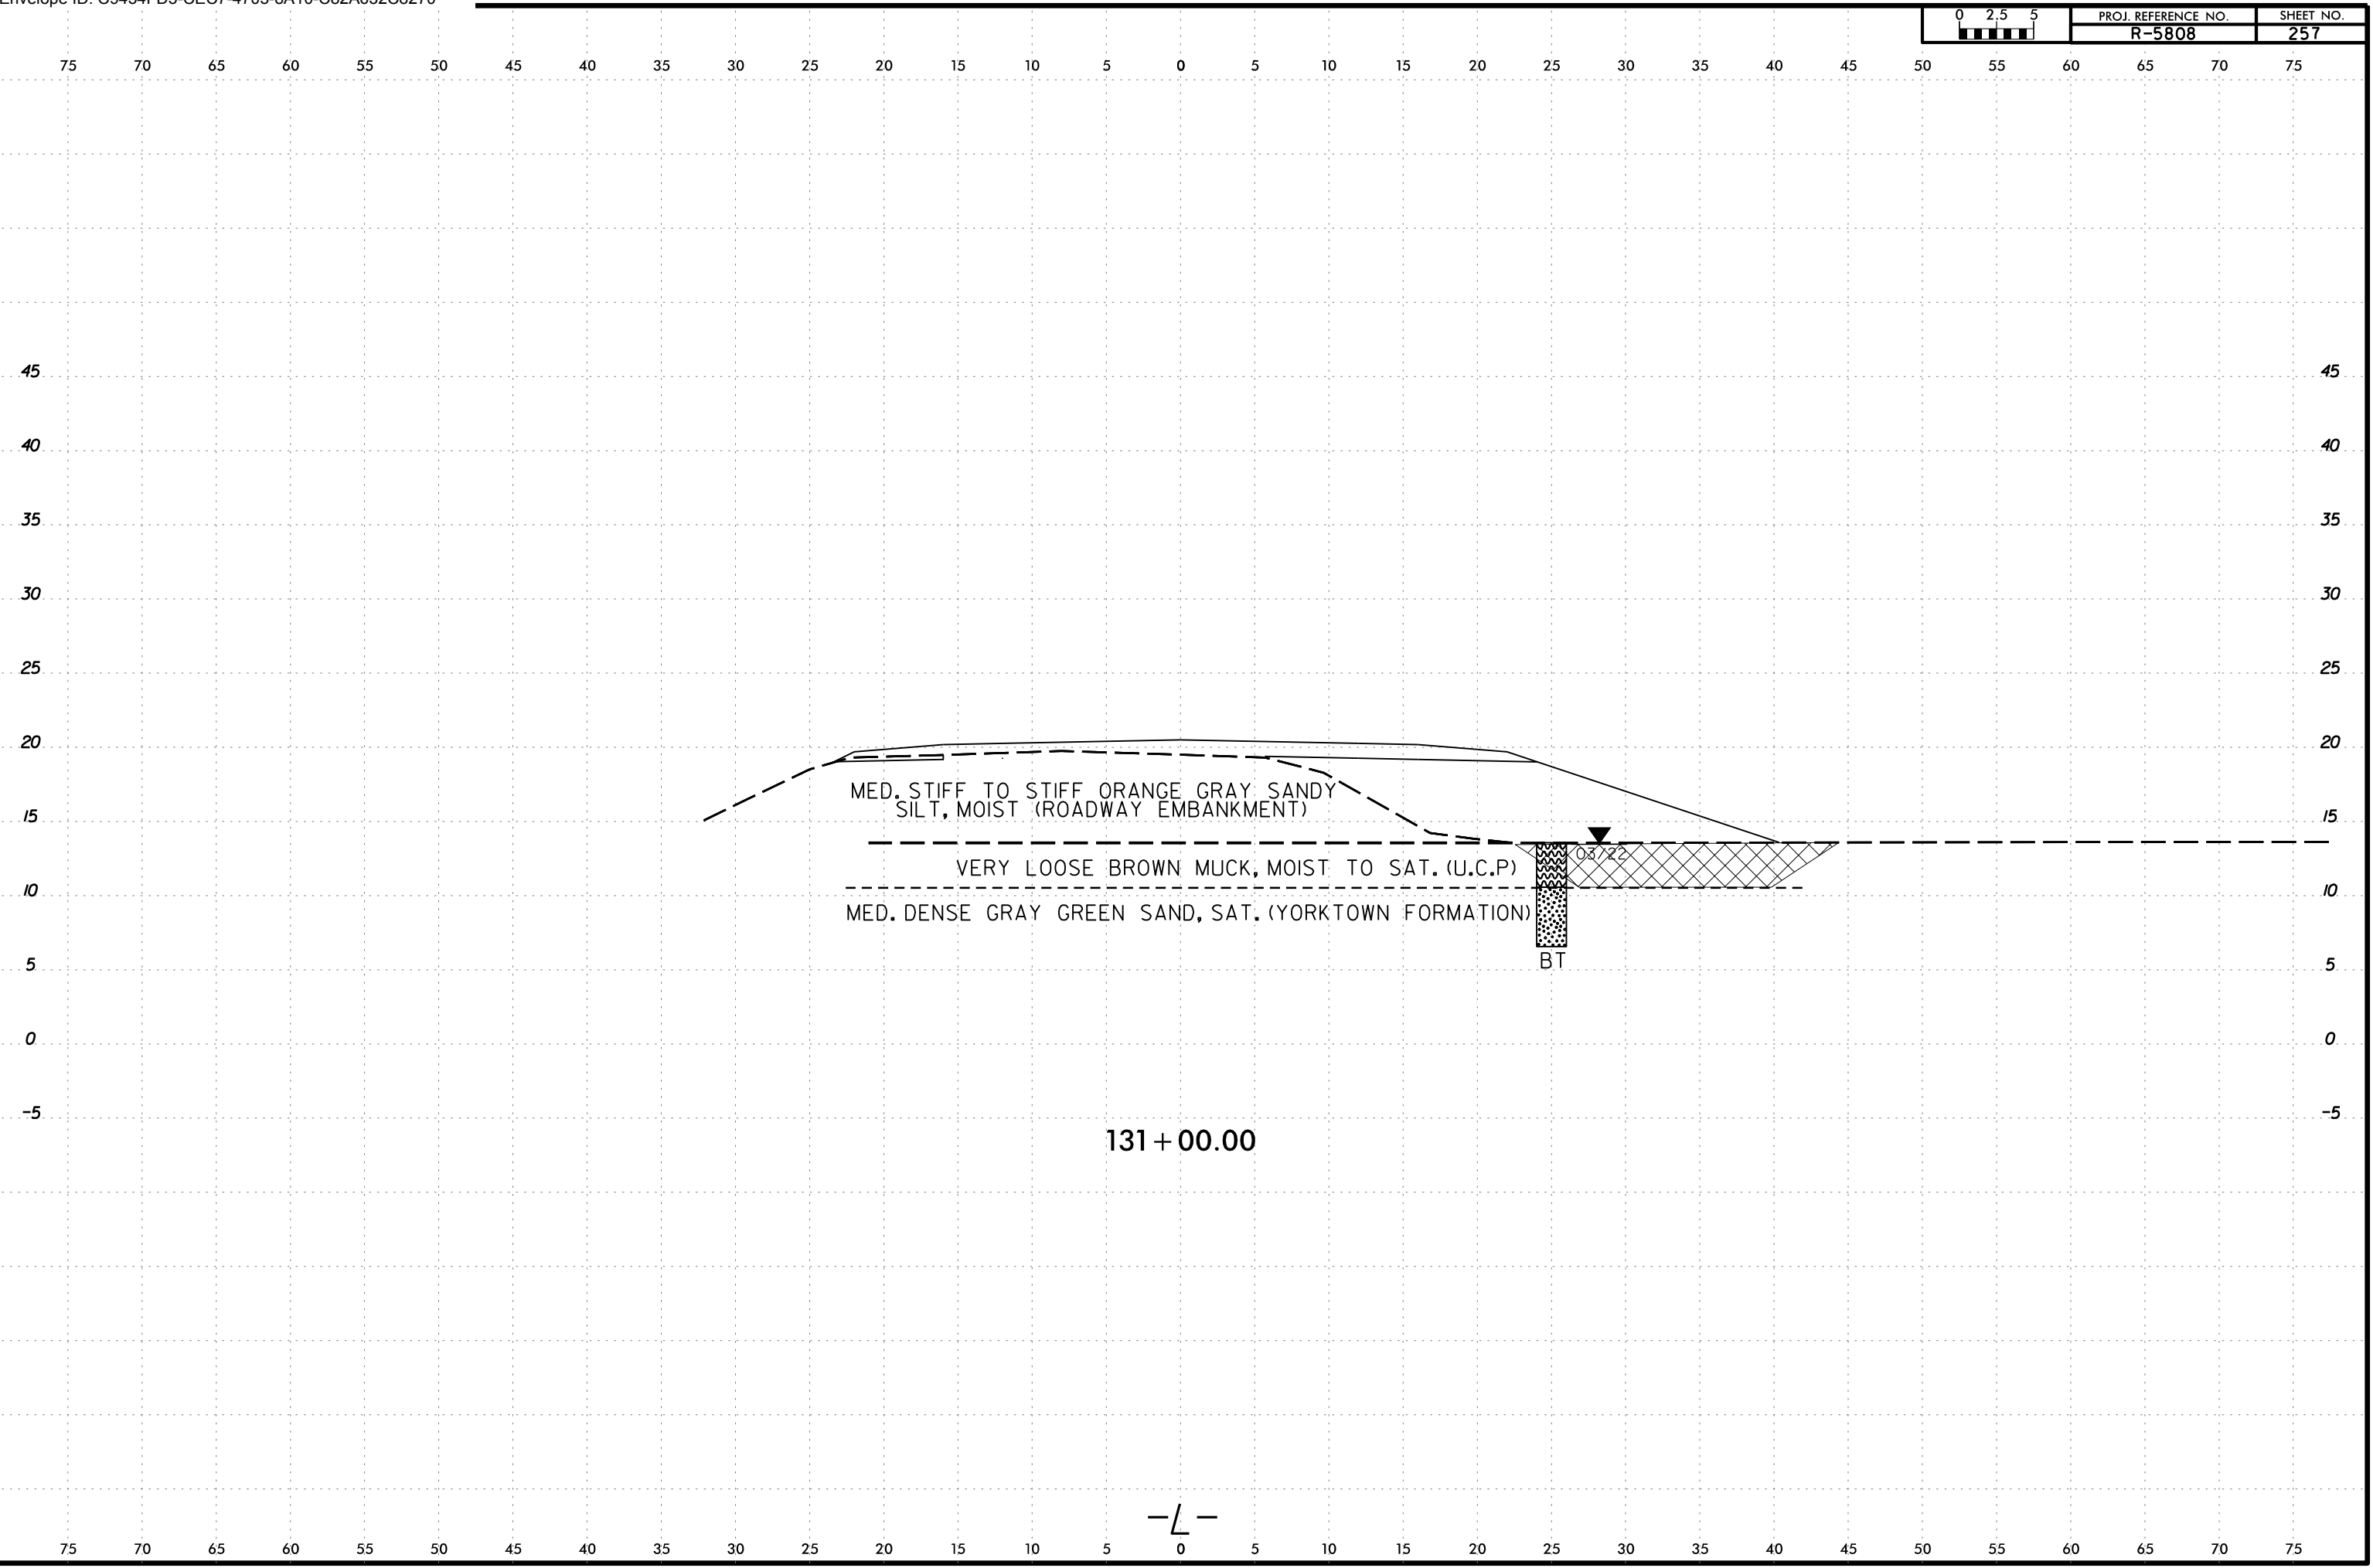 0 2.5 5
PROJ. REFERENCE NO.
SHEET NO.
R-5808
257
75 70 65 60 55 50 45 40 35 30 25 20 15 10 5 0 5 10 15 20 25 30 35 40 45 50 55 60 65 70 75
45 45
40 40
35 35
30 30
25 25
20 20
MED. STIFF TO STIFF ORANGE GRAY SANDY
SILT, MOIST (ROADWAY EMBANKMENT)
15 15
03/22
VERY LOOSE BROWN MUCK, MOIST TO SAT. (U.C.P)
10 10
MED. DENSE GRAY GREEN SAND, SAT. (YORKTOWN FORMATION)
BT
5 5
0 0
-5 -5
131+00.00
-L-
75 70 65 60 55 50 45 40 35 30 25 20 15 10 5 0 5 10 15 20 25 30 35 40 45 50 55 60 65 70 75